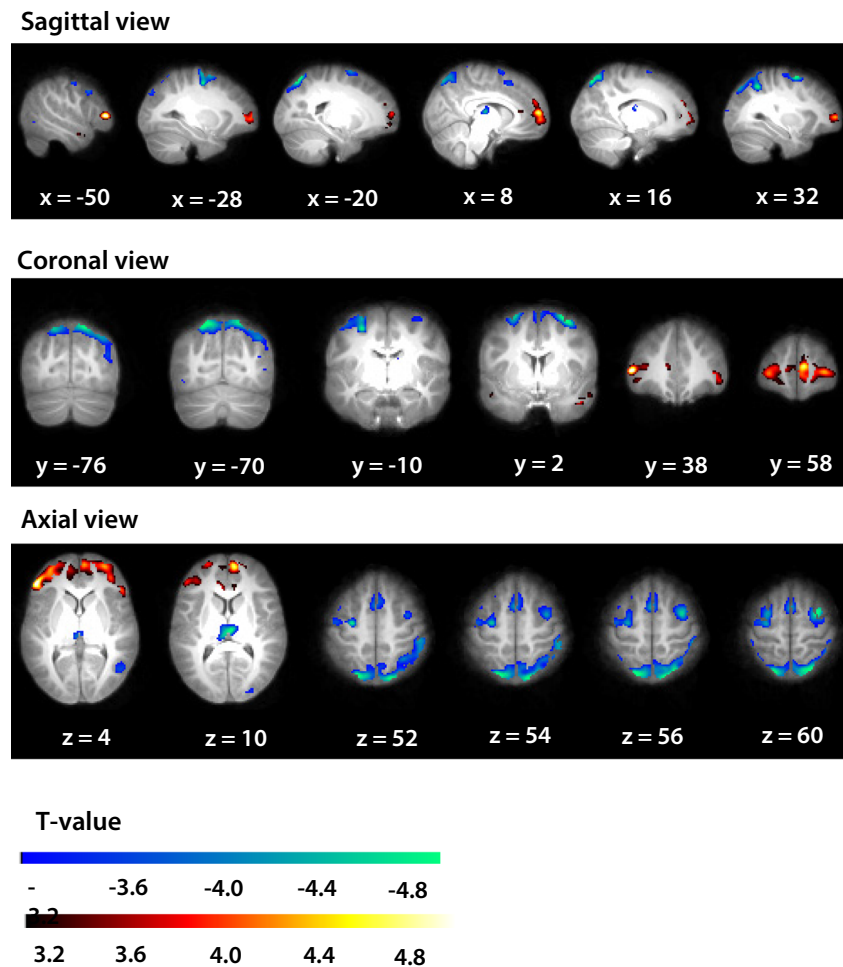 Sagittal view
x = -50 x = -28 x = -20 x = 8 x = 16 x = 32
Coronal view
y = -76 y = -70 y = -10 y = 2 y = 38 y = 58
Axial view
z = 4 z = 10 z = 52 z = 54 z = 56 z = 60
T-value
- -3.6 -4.0 -4.4 -4.8
3.2
3.2 3.6 4.0 4.4 4.8